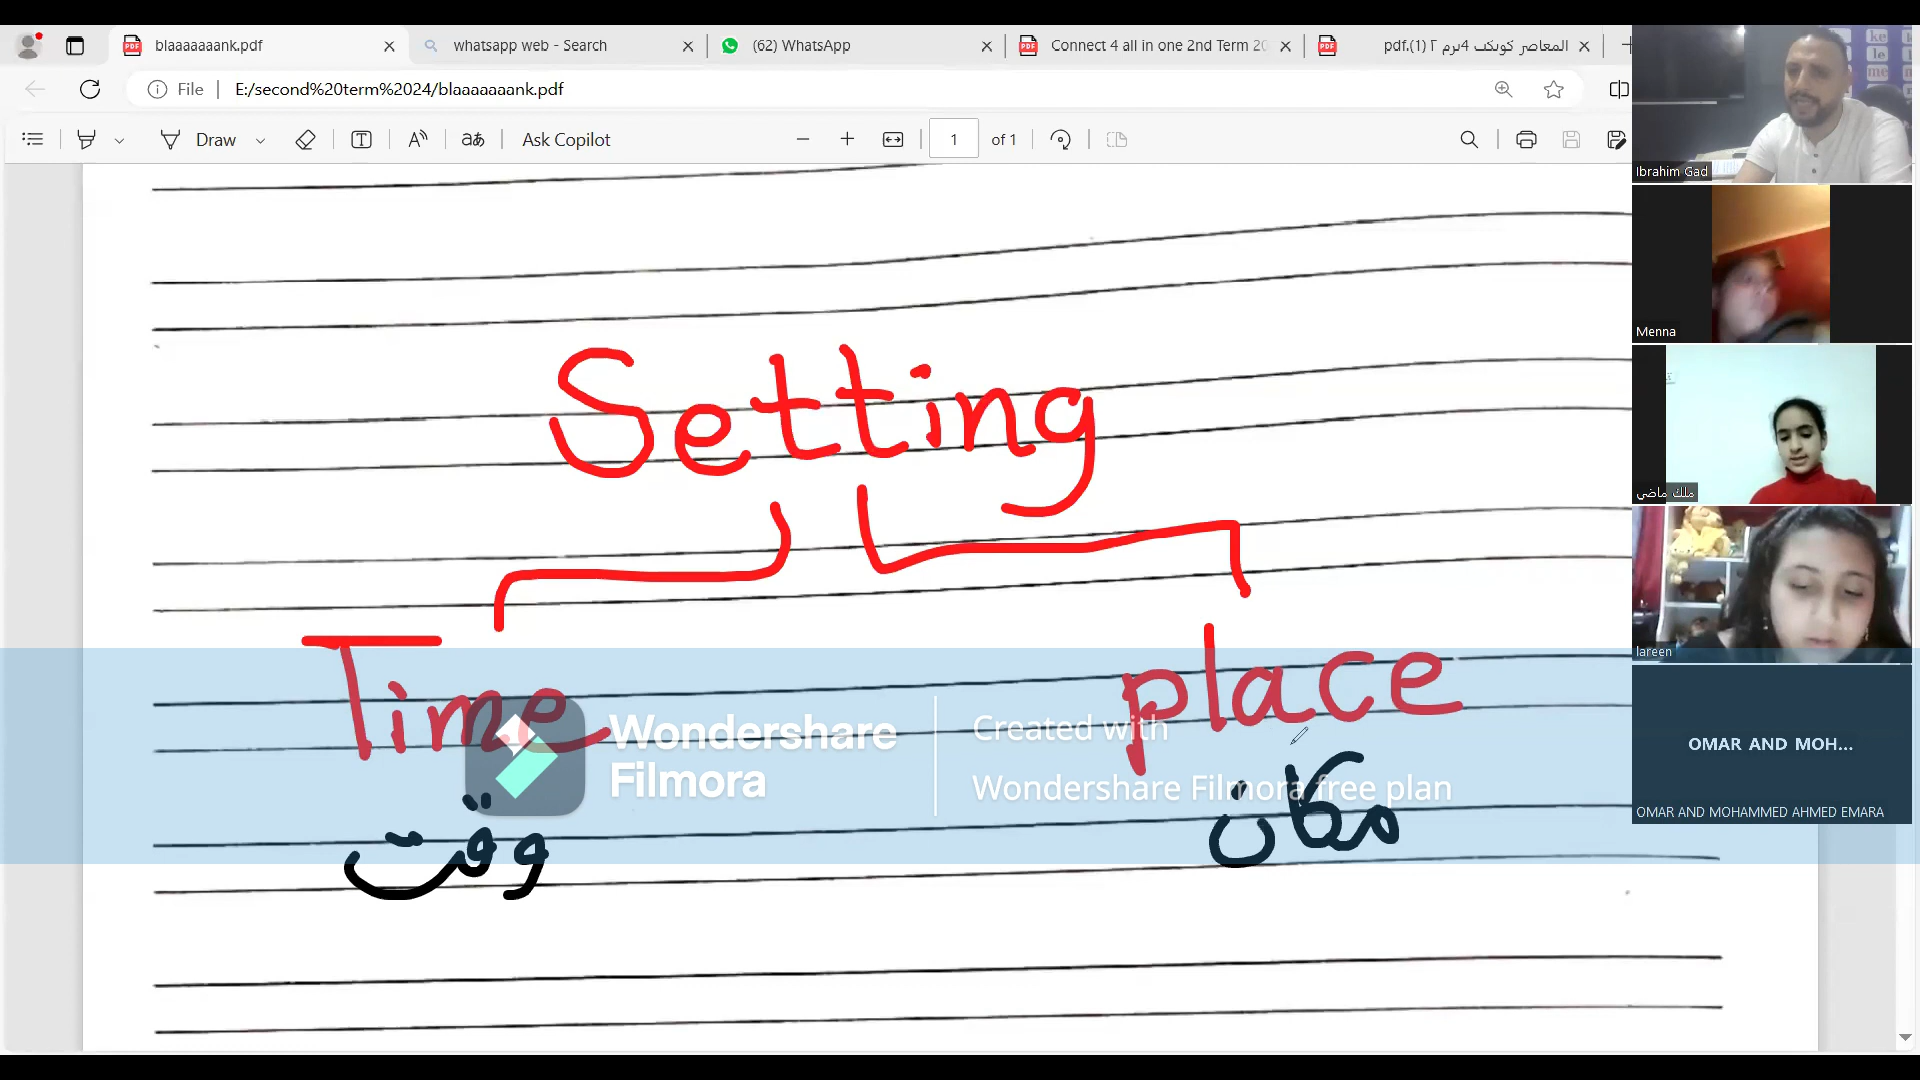 blaaaaaaank.pdf
whatsapp web - Search
(62) WhatsApp
Connect 4 all in one 2nd Term 20
المعاصر كونكت 4ترم ٢ (1).pdf
File
E:/second%20term%2024/blaaaaaaank.pdf
Draw
aあ
Ask Copilot
1
of 1
Setting
Time
place
وقت
مكان
Wondershare
Filmora
Created with
Wondershare Filmora free plan
Ibrahim Gad
Menna
ملك ماضي
lareen
OMAR AND MOH...
OMAR AND MOHAMMED AHMED EMARA